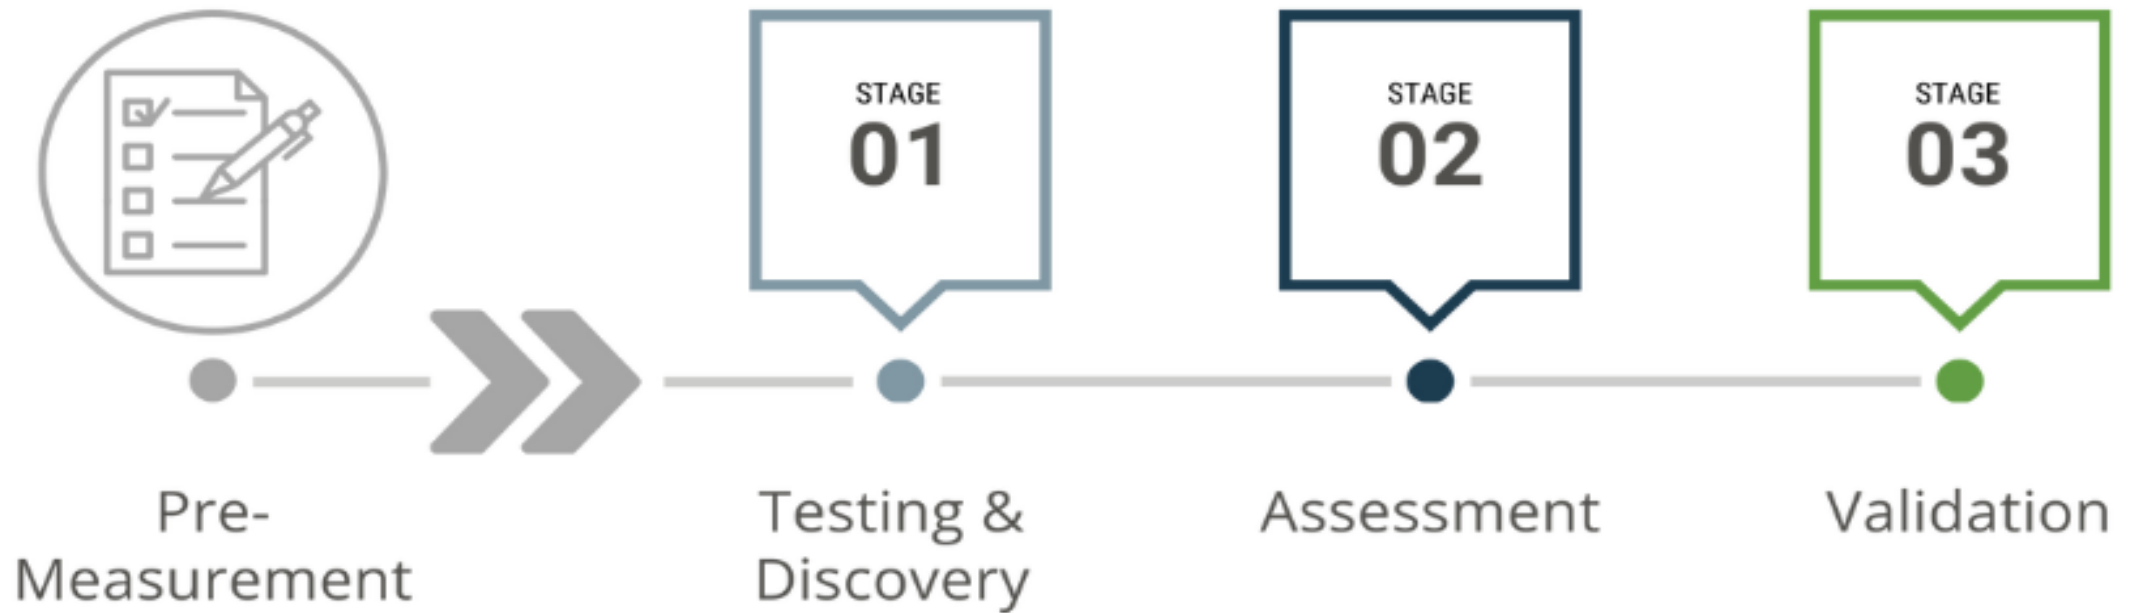 STAGE
01
STAGE
02
STAGE
03
Pre-
Measurement
Testing &
Discovery
Assessment
Validation